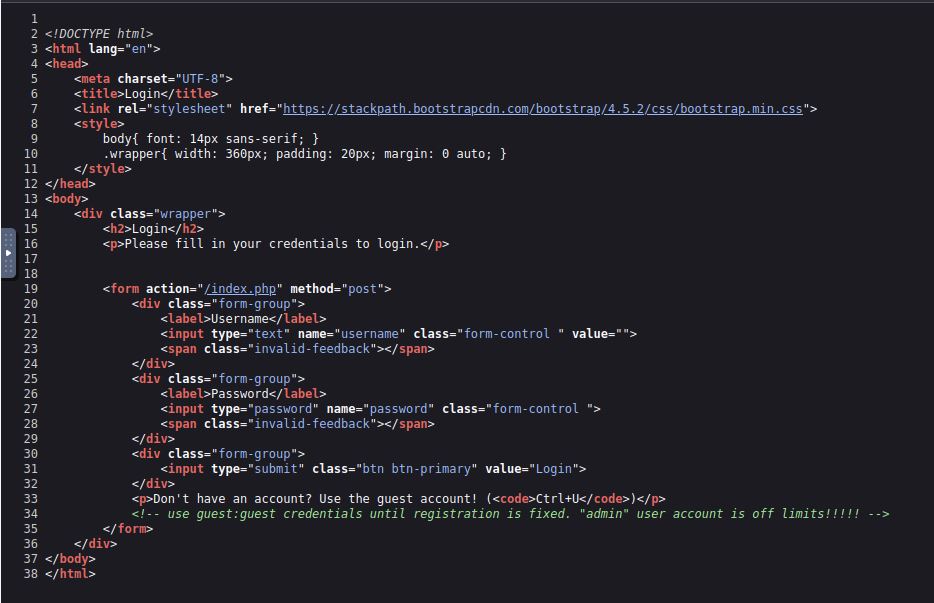 1
2 <!DOCTYPE html>
3 <html lang="en">
4 <head>
5     <meta charset="UTF-8">
6     <title>Login</title>
7     <link rel="stylesheet" href="https://stackpath.bootstrapcdn.com/bootstrap/4.5.2/css/bootstrap.min.css">
8     <style>
9         body{ font: 14px sans-serif; }
10         .wrapper{ width: 360px; padding: 20px; margin: 0 auto; }
11     </style>
12 </head>
13 <body>
14     <div class="wrapper">
15         <h2>Login</h2>
16         <p>Please fill in your credentials to login.</p>
17
18
19         <form action="/index.php" method="post">
20             <div class="form-group">
21                 <label>Username</label>
22                 <input type="text" name="username" class="form-control " value="">
23                 <span class="invalid-feedback"></span>
24             </div>
25             <div class="form-group">
26                 <label>Password</label>
27                 <input type="password" name="password" class="form-control ">
28                 <span class="invalid-feedback"></span>
29             </div>
30             <div class="form-group">
31                 <input type="submit" class="btn btn-primary" value="Login">
32             </div>
33             <p>Don't have an account? Use the guest account! (<code>Ctrl+U</code>)</p>
34             <!-- use guest:guest credentials until registration is fixed. "admin" user account is off limits!!!!! -->
35         </form>
36     </div>
37 </body>
38 </html>